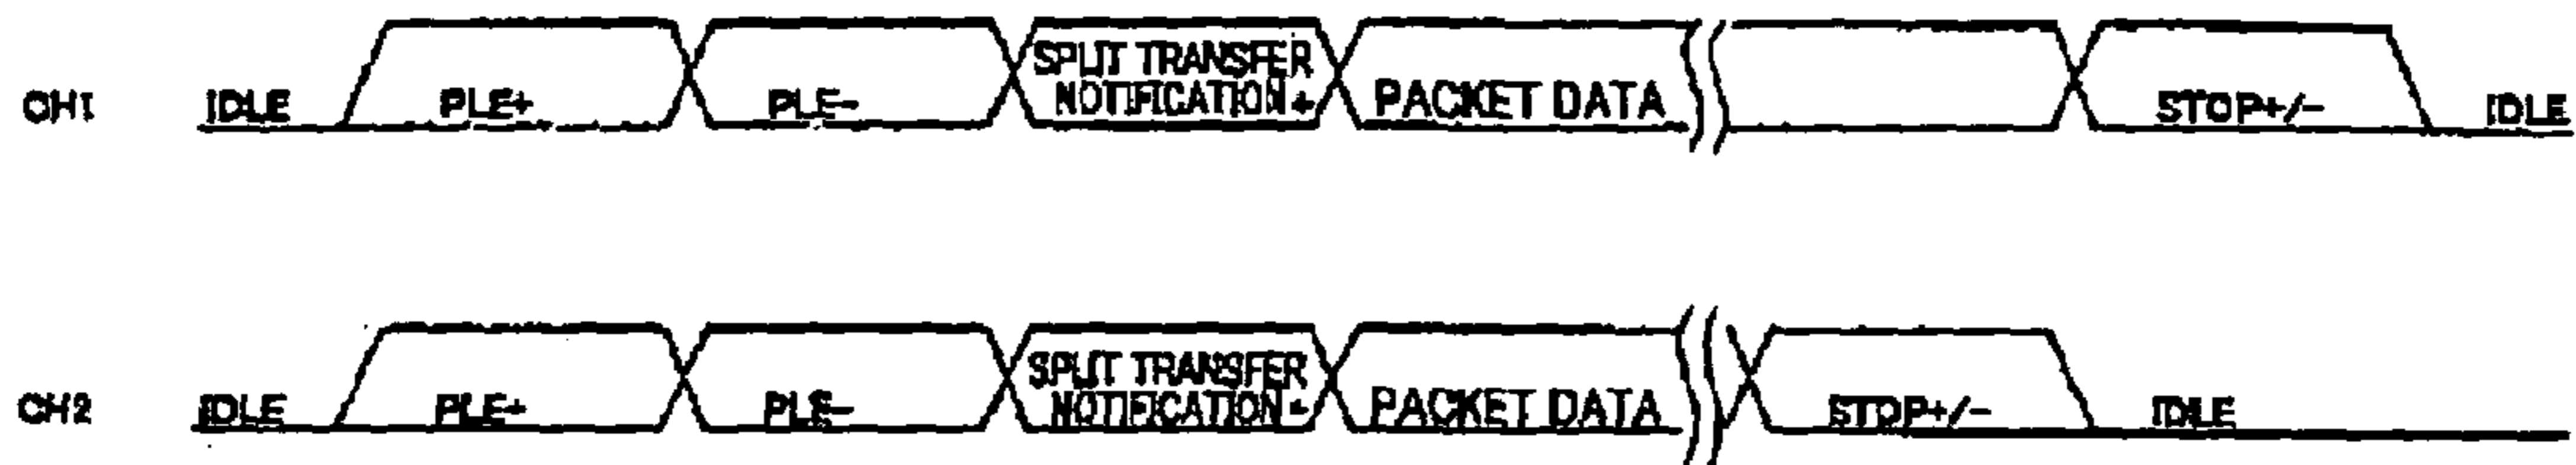 CH1 IDLE PLE+ PLE- SPLIT TRANSFER NOTIFICATION+ PACKET DATA STOP+/- IDLE
CH2 IDLE PLE+ PLE- SPLIT TRANSFER NOTIFICATION- PACKET DATA STOP+/- IDLE